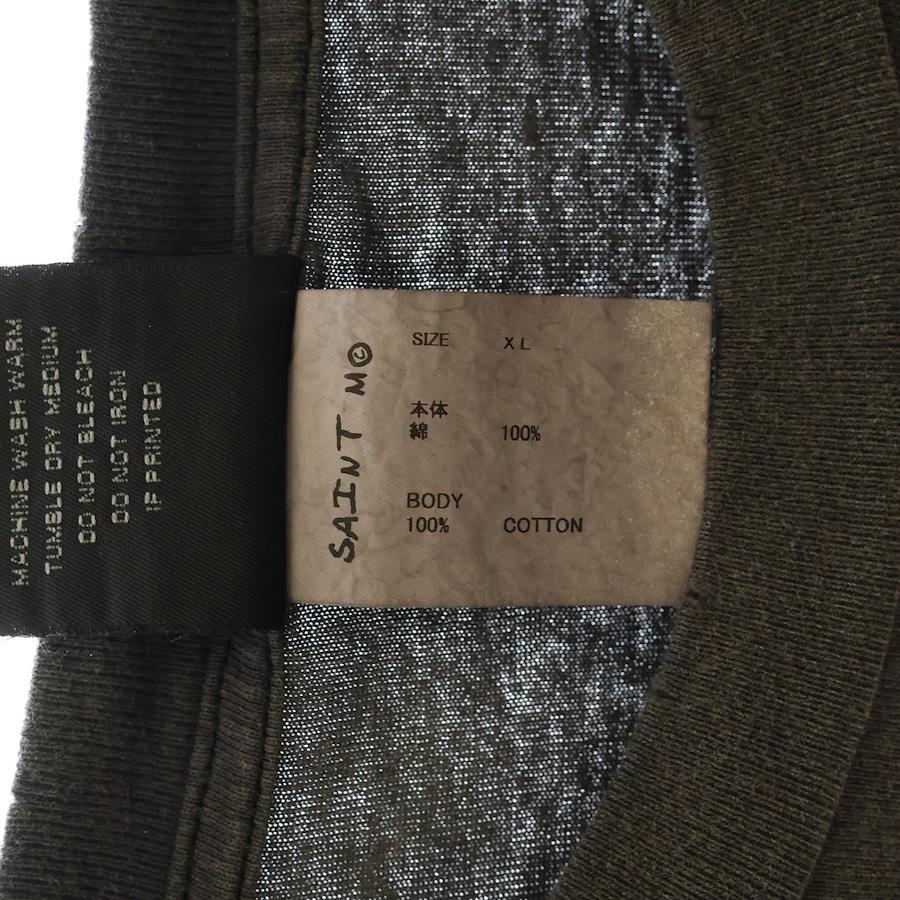 MACHINE WASH WARM
TUMBLE DRY MEDIUM
DO NOT BLEACH
DO NOT IRON
IF PRINTED
SAINT M©
SIZE XL
本体
綿 100%
BODY
100% COTTON